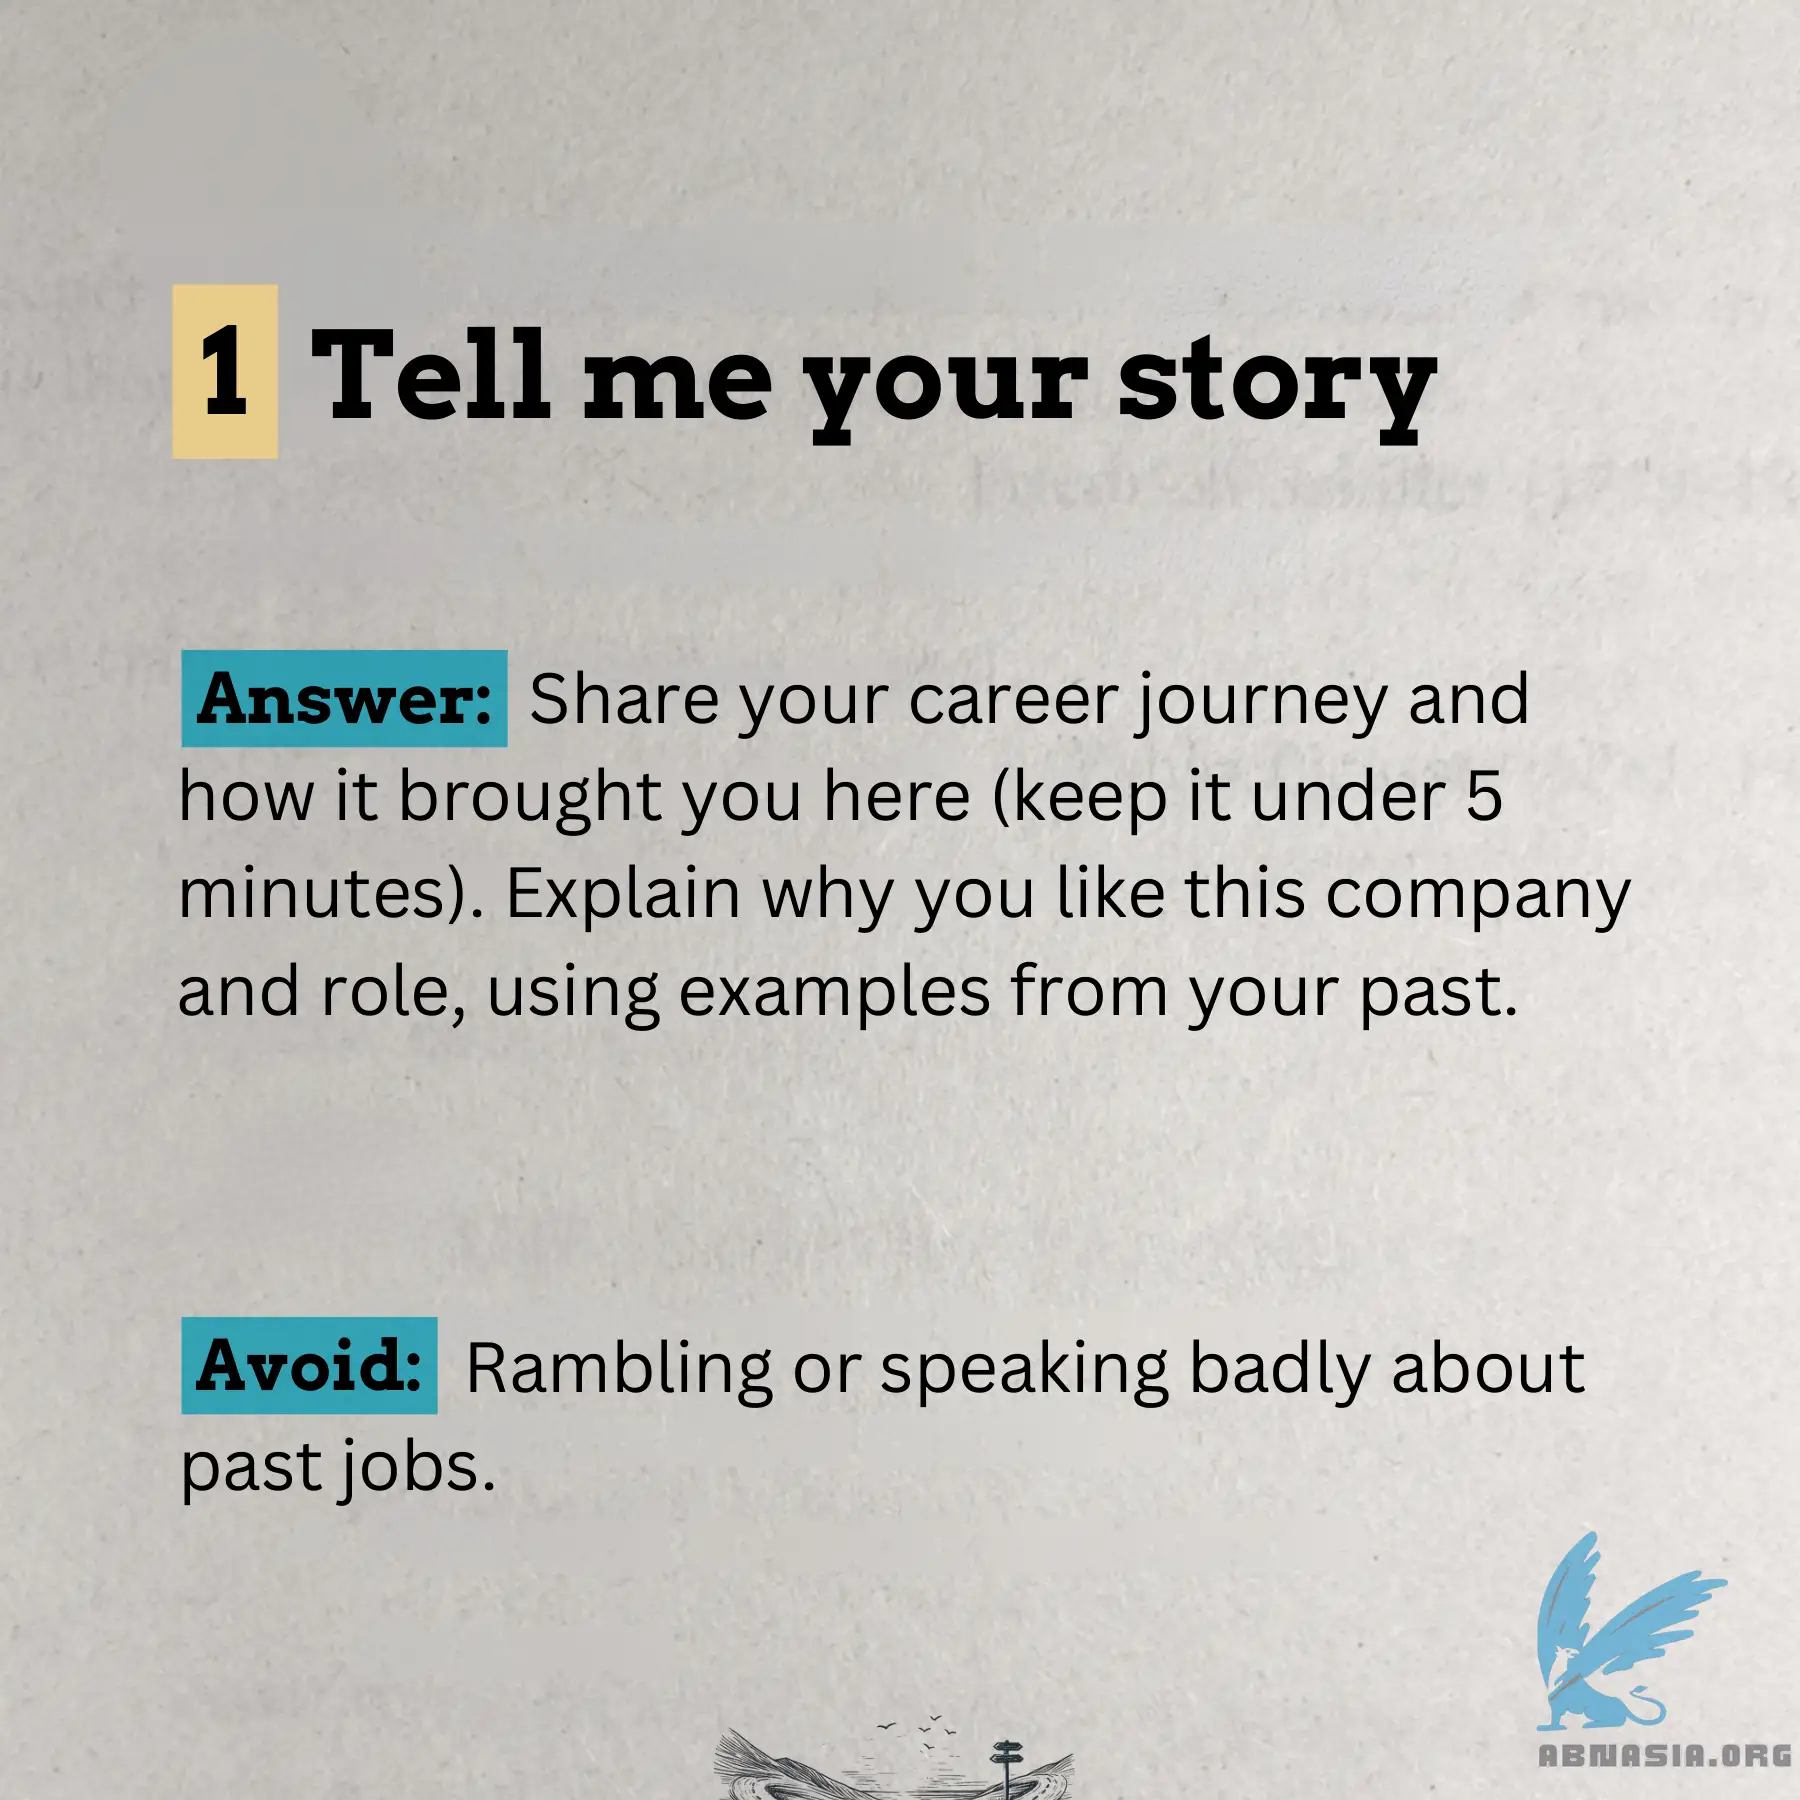 1 Tell me your story
Answer: Share your career journey and
how it brought you here (keep it under 5
minutes). Explain why you like this company
and role, using examples from your past.
Avoid: Rambling or speaking badly about
past jobs.
ABNASIA.ORG